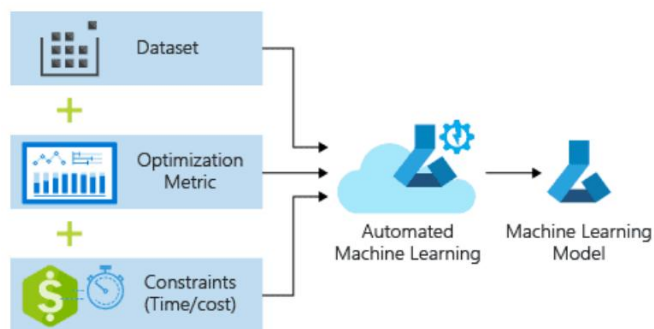 Dataset
+
Optimization
Metric
+
$
Constraints
(Time/cost)
Automated
Machine Learning
Machine Learning
Model